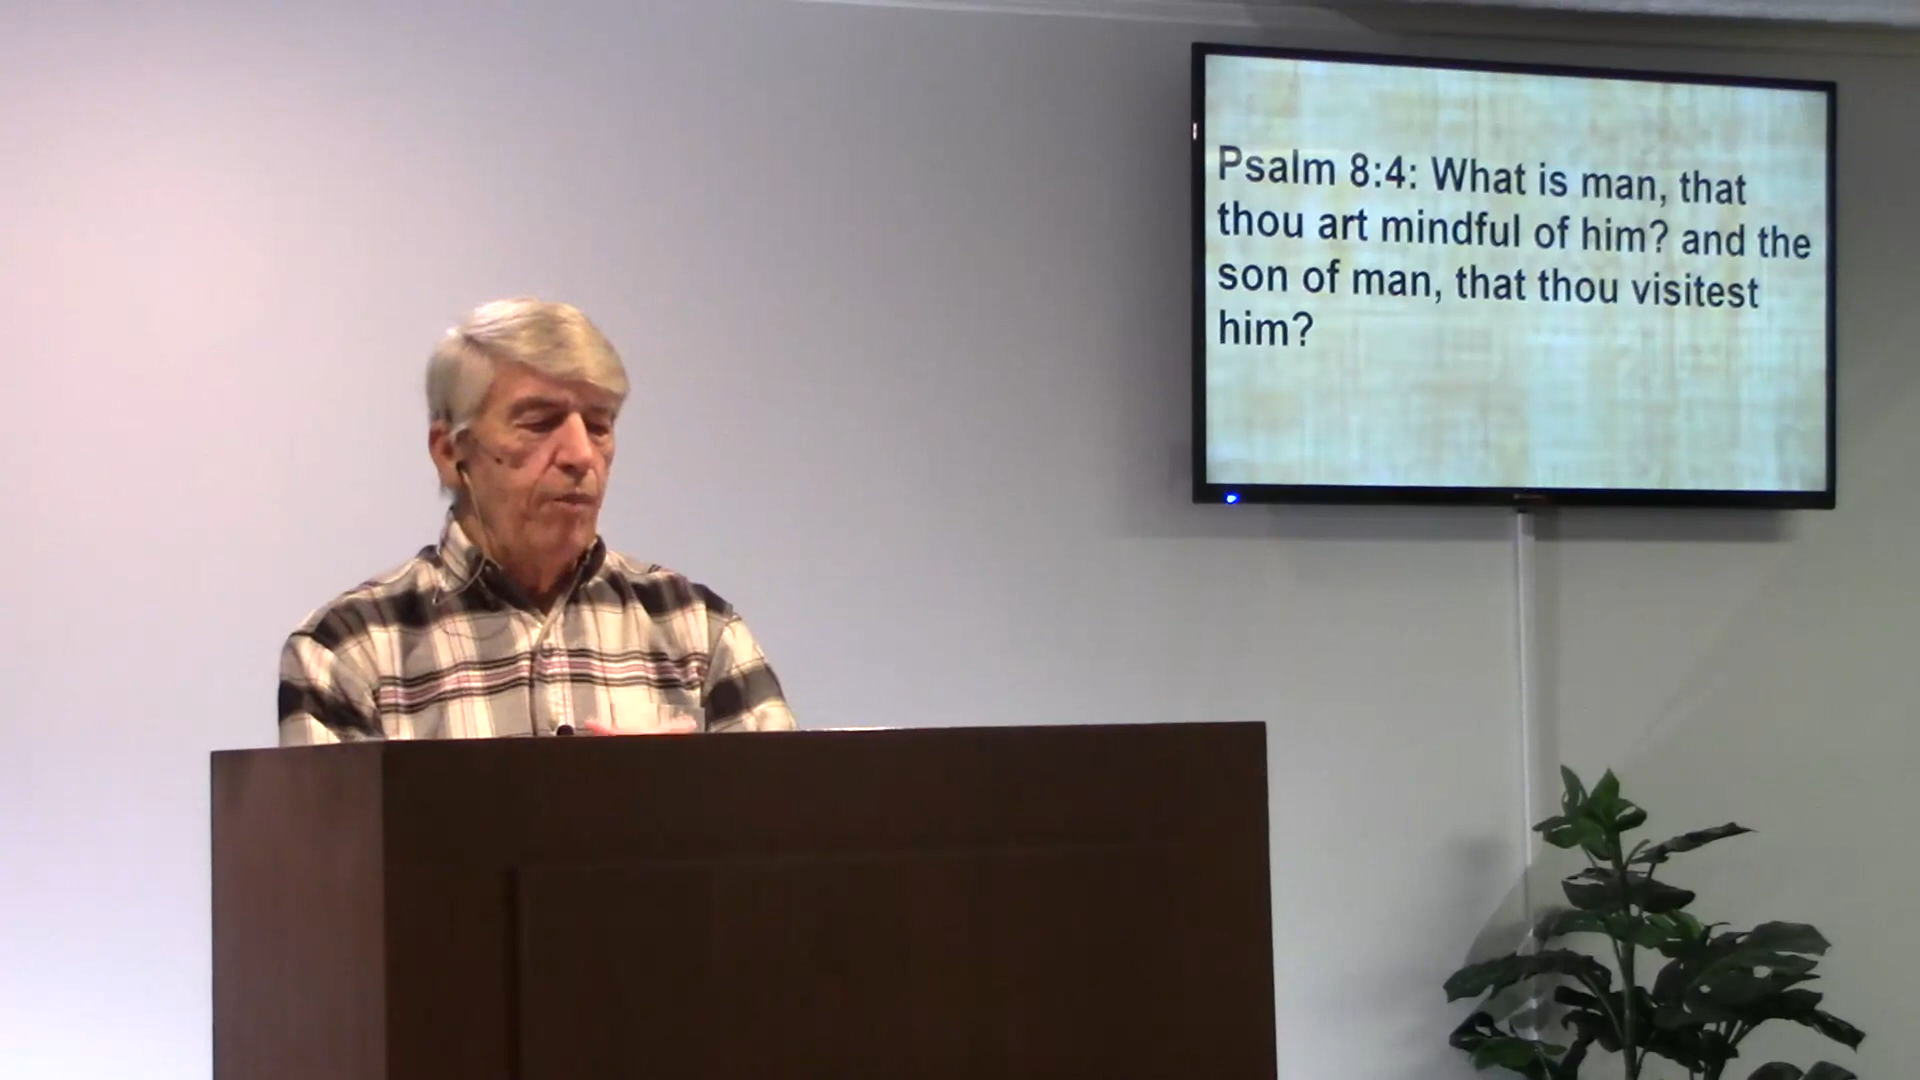 Psalm 8:4: What is man, that
thou art mindful of him? and the
son of man, that thou visitest
him?